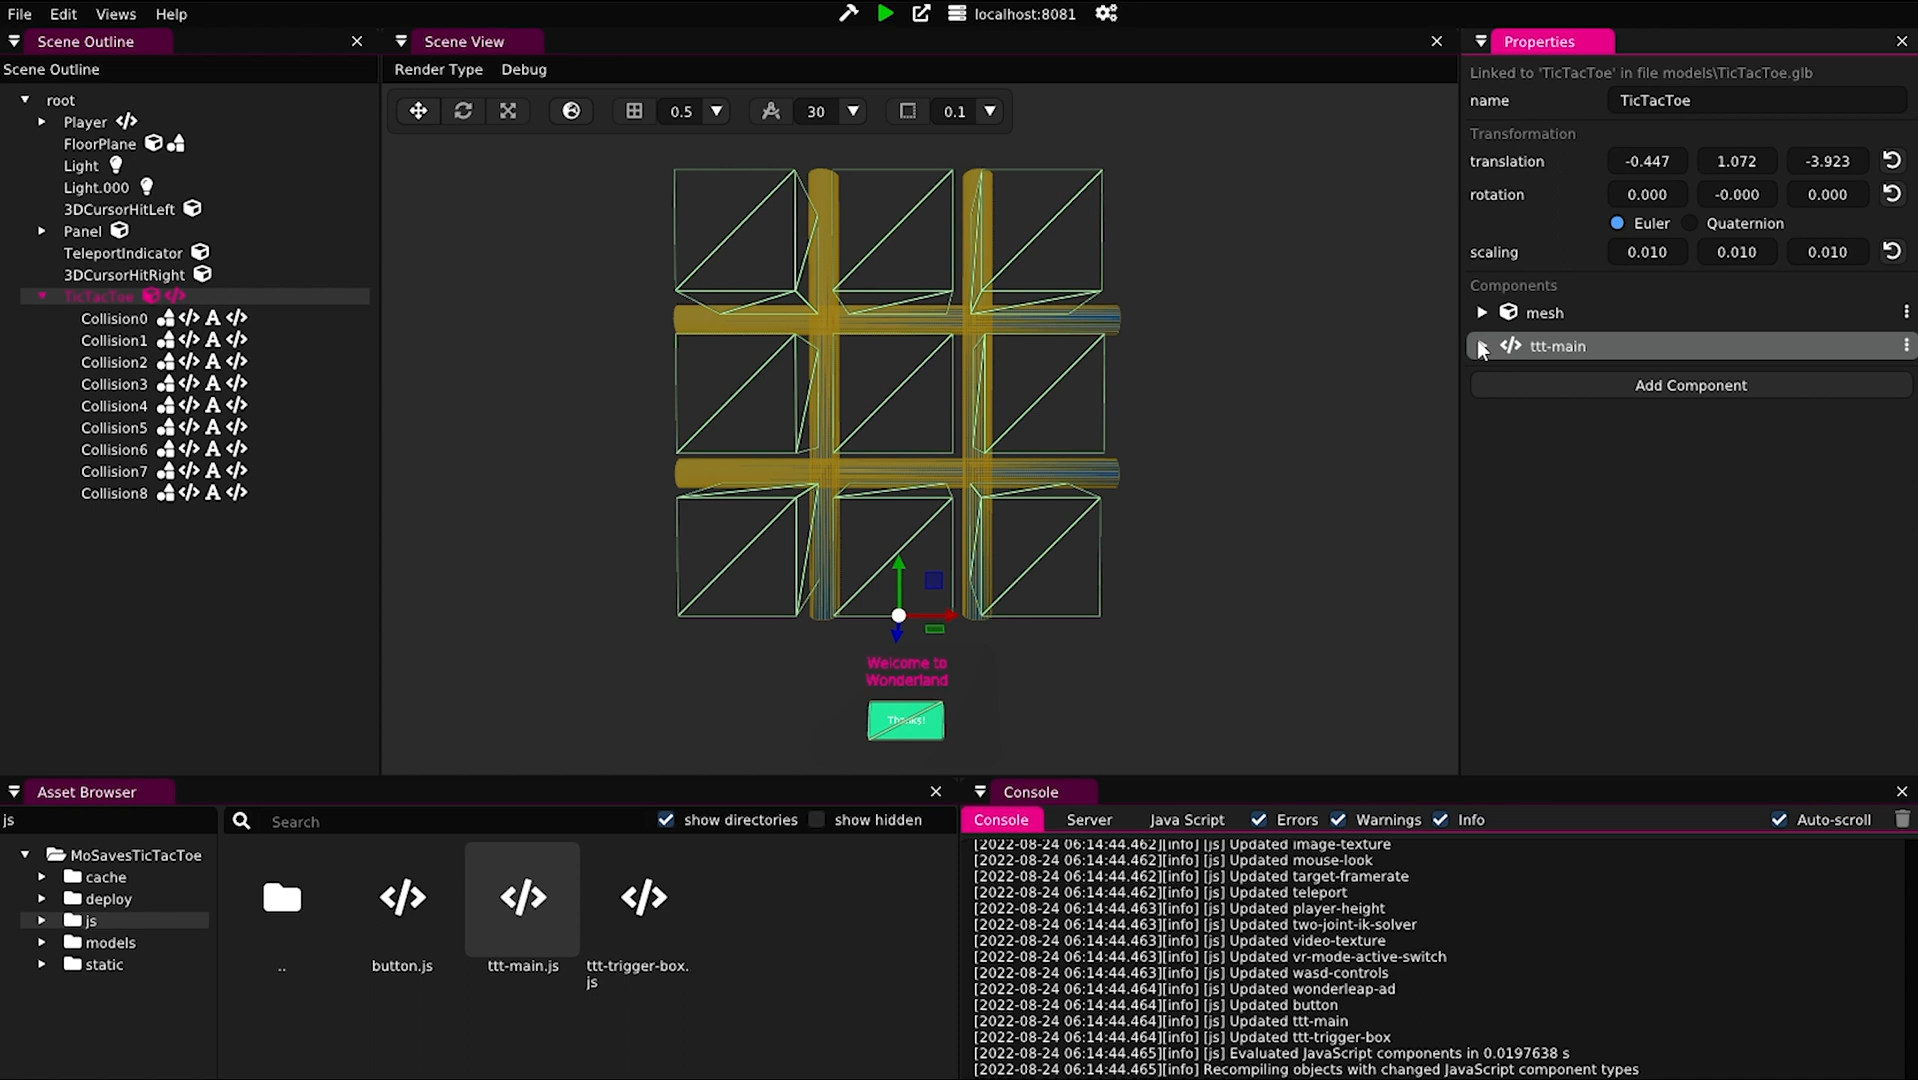 File Edit Views Help
localhost:8081
Scene Outline
Scene Outline
root
Player
FloorPlane
Light
Light.000
3DCursorHitLeft
Panel
TeleportIndicator
3DCursorHitRight
TicTacToe
Collision0
Collision1
Collision2
Collision3
Collision4
Collision5
Collision6
Collision7
Collision8
Scene View
Render Type Debug
0.5 30 0.1
Welcome to
Wonderland
Thanks!
Properties
Linked to 'TicTacToe' in file models\TicTacToe.glb
name TicTacToe
Transformation
translation -0.447 1.072 -3.923
rotation 0.000 -0.000 0.000
Euler Quaternion
scaling 0.010 0.010 0.010
Components
mesh
ttt-main
Add Component
Asset Browser
js Search show directories show hidden
MoSavesTicTacToe
cache
deploy
js
models
static
..
button.js
ttt-main.js
ttt-trigger-box.
js
Console
Console Server Java Script Errors Warnings Info Auto-scroll
[2022-08-24 06:14:44.462][info] [js] Updated image-texture
[2022-08-24 06:14:44.462][info] [js] Updated mouse-look
[2022-08-24 06:14:44.462][info] [js] Updated target-framerate
[2022-08-24 06:14:44.462][info] [js] Updated teleport
[2022-08-24 06:14:44.463][info] [js] Updated player-height
[2022-08-24 06:14:44.463][info] [js] Updated two-joint-ik-solver
[2022-08-24 06:14:44.463][info] [js] Updated video-texture
[2022-08-24 06:14:44.463][info] [js] Updated vr-mode-active-switch
[2022-08-24 06:14:44.463][info] [js] Updated wasd-controls
[2022-08-24 06:14:44.464][info] [js] Updated wonderleap-ad
[2022-08-24 06:14:44.464][info] [js] Updated button
[2022-08-24 06:14:44.464][info] [js] Updated ttt-main
[2022-08-24 06:14:44.464][info] [js] Updated ttt-trigger-box
[2022-08-24 06:14:44.465][info] [js] Evaluated JavaScript components in 0.0197638 s
[2022-08-24 06:14:44.465][info] Recompiling objects with changed JavaScript component types